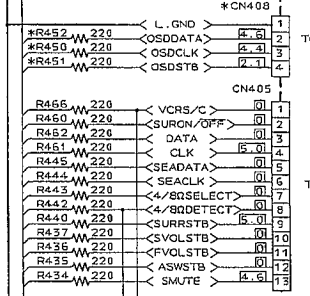 *CN408
L.GND 1
*R452 220 OSDDATA 4.6 2
*R450 220 OSDCLK 4.4 3
*R451 220 OSDSTB 2.1 4
CN405
R466 220 VCRS/C 0 1
R460 220 SURON/OFF 0 2
R462 220 DATA 0 3
R461 220 CLK 5.0 4
R445 220 SEADATA 0 5
R444 220 SEACLK 0 6
R443 220 4/8ΩSELECT 0 7
R442 220 4/8ΩDETECT 0 8
R440 220 SURRSTB 5.0 9
R437 220 SVOLSTB 0 10
R436 220 FVOLSTB 0 11
R435 220 ASWSTB 0 12
R434 220 SMUTE 4.6 13